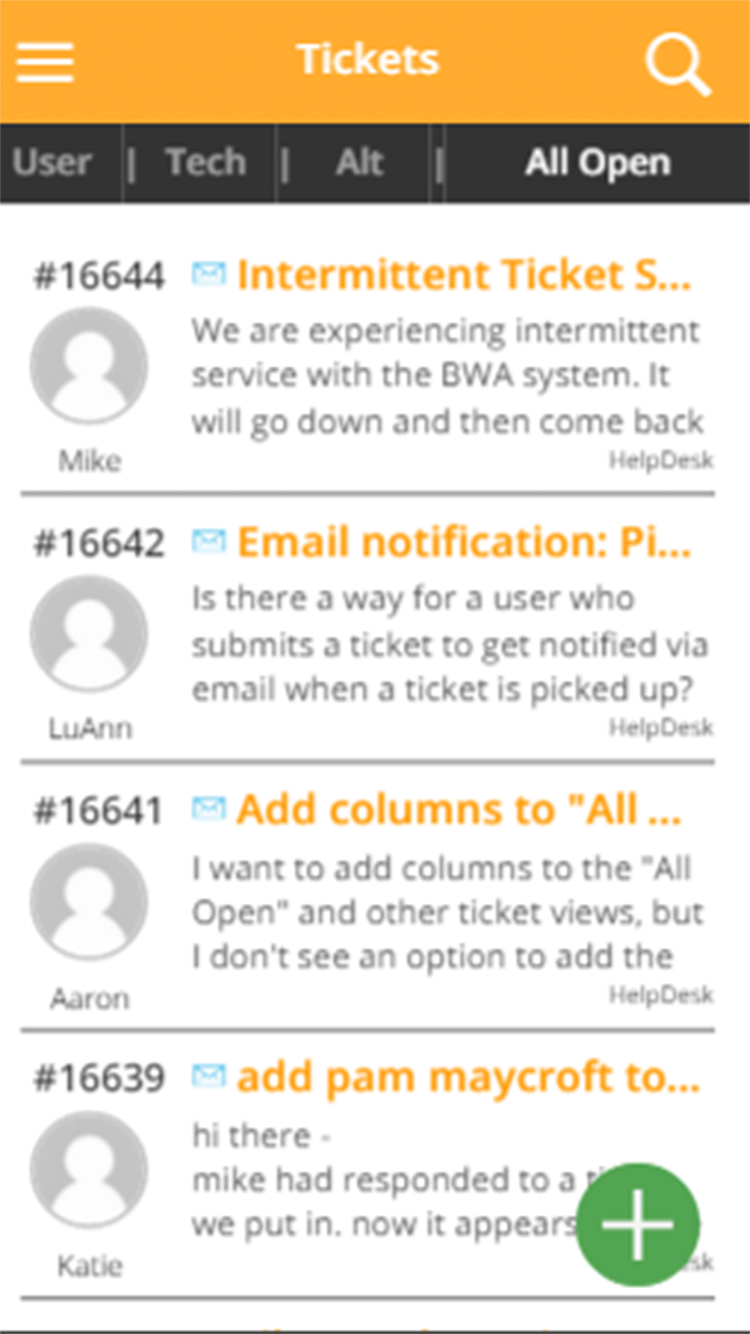 Tickets
User | Tech | Alt | All Open
#16644 Intermittent Ticket S...
We are experiencing intermittent
service with the BWA system. It
will go down and then come back
Mike
HelpDesk
#16642 Email notification: Pi...
Is there a way for a user who
submits a ticket to get notified via
email when a ticket is picked up?
LuAnn
HelpDesk
#16641 Add columns to "All ...
I want to add columns to the "All
Open" and other ticket views, but
I don't see an option to add the
Aaron
HelpDesk
#16639 add pam maycroft to...
hi there -
mike had responded to a
we put in. now it appears
Katie